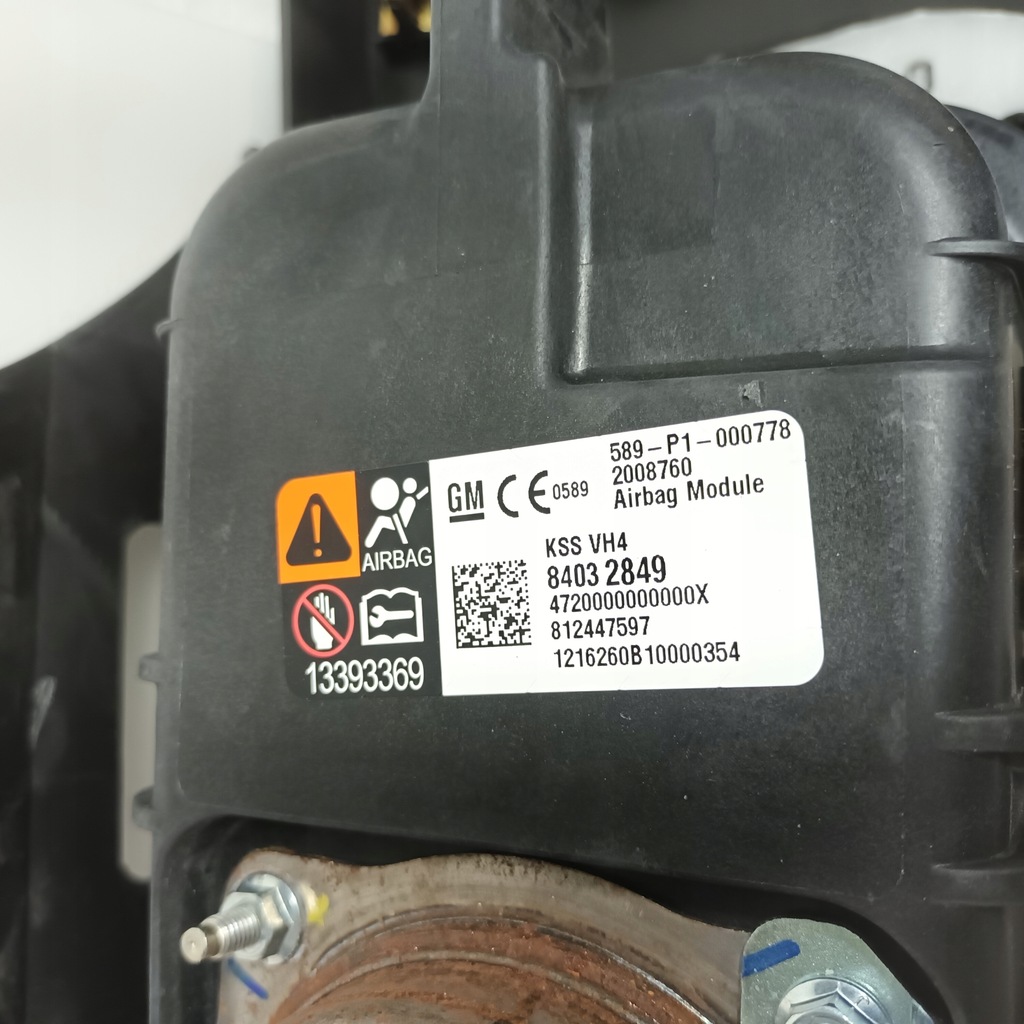 AIRBAG
13393369
GM CE 0589
589-P1-000778
2008760
Airbag Module
KSS VH4
8403 2849
4720000000000X
812447597
1216260B10000354